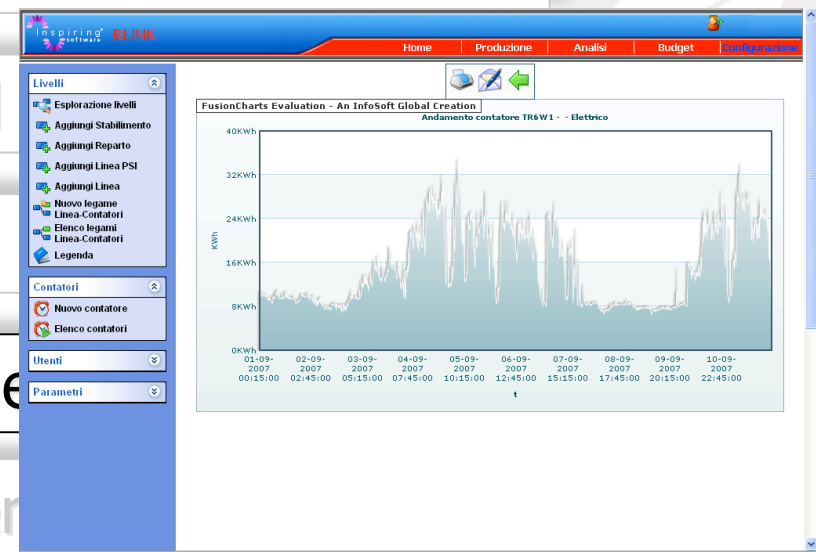 Inspiring
software
BLINK
Home
Produzione
Analisi
Budget
Configurazione
Livelli
Esplorazione livelli
Aggiungi Stabilimento
Aggiungi Reparto
Aggiungi Linea PSI
Aggiungi Linea
Nuovo legame
Linea-Contatori
Elenco legami
Linea-Contatori
Legenda
Contatori
Nuovo contatore
Elenco contatori
Utenti
Parametri
FusionCharts Evaluation - An InfoSoft Global Creation
Andamento contatore TR6W1 - - Elettrico
40KWh
32KWh
24KWh
16KWh
8KWh
0KWh
KWh
01-09-
2007
00:15:00
02-09-
2007
02:45:00
03-09-
2007
05:15:00
04-09-
2007
07:45:00
05-09-
2007
10:15:00
06-09-
2007
12:45:00
07-09-
2007
15:15:00
08-09-
2007
17:45:00
09-09-
2007
20:15:00
10-09-
2007
22:45:00
t